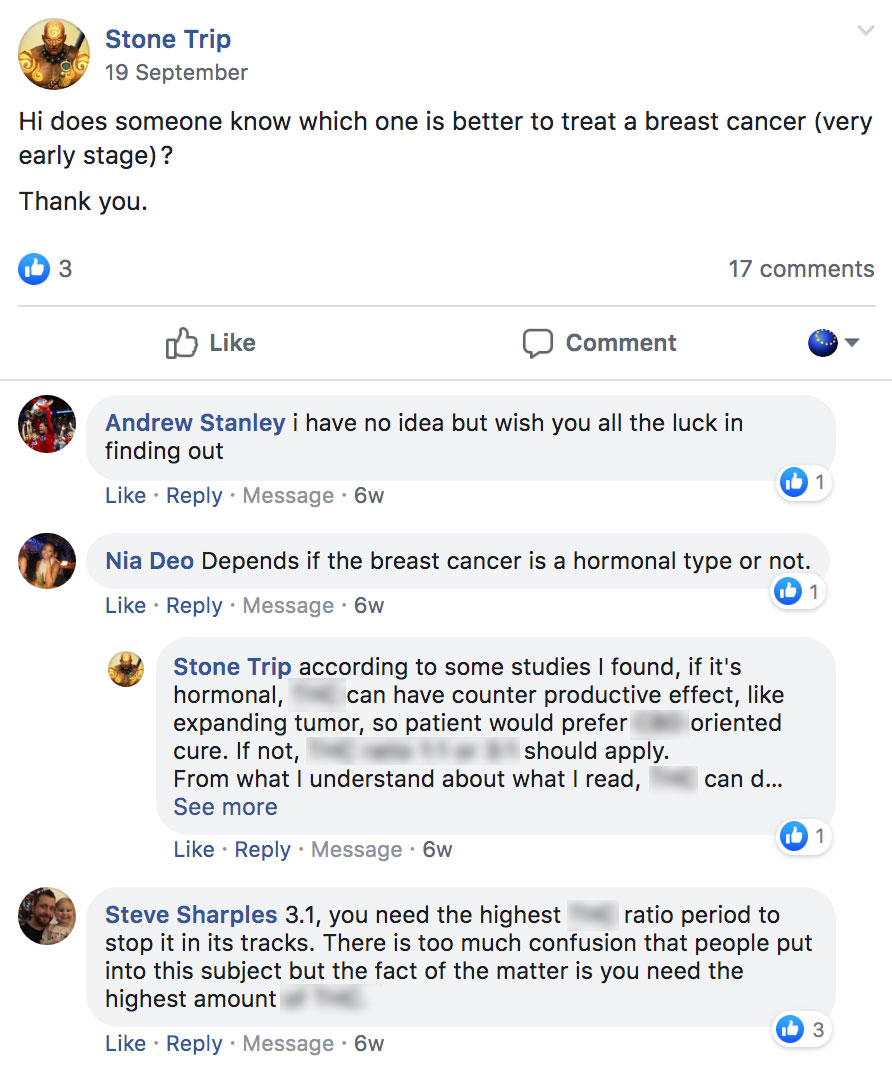 Stone Trip
19 September
Hi does someone know which one is better to treat a breast cancer (very
early stage)?
Thank you.
3
17 comments
Like
Comment
Andrew Stanley i have no idea but wish you all the luck in
finding out
1
Like · Reply · Message · 6w
Nia Deo Depends if the breast cancer is a hormonal type or not.
1
Like · Reply · Message · 6w
Stone Trip according to some studies I found, if it's
hormonal, can have counter productive effect, like
expanding tumor, so patient would prefer oriented
cure. If not, should apply.
From what I understand about what I read, can d...
See more
1
Like · Reply · Message · 6w
Steve Sharples 3.1, you need the highest ratio period to
stop it in its tracks. There is too much confusion that people put
into this subject but the fact of the matter is you need the
highest amount
3
Like · Reply · Message · 6w